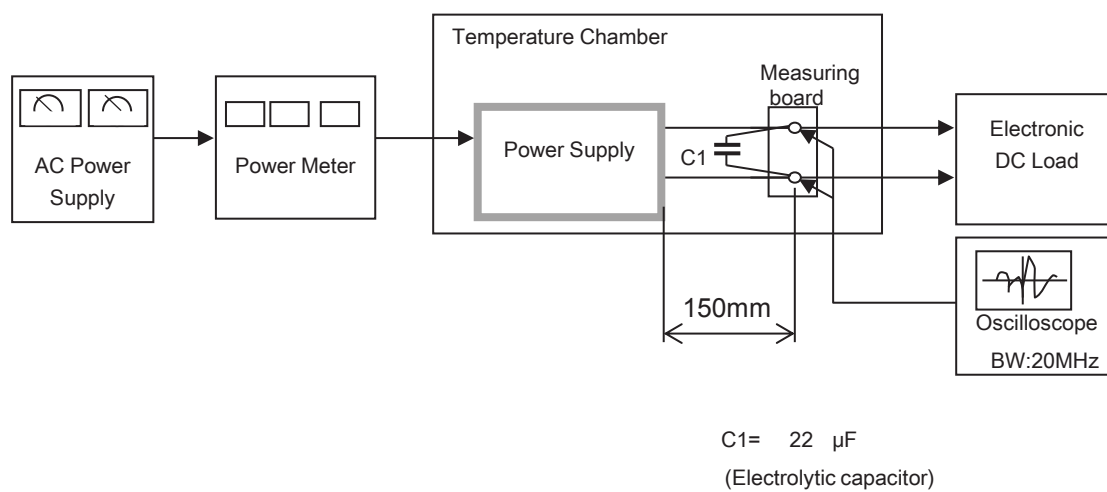 Temperature Chamber
Measuring
board
AC Power
Supply
Power Meter
Power Supply
C1
Electronic
DC Load
150mm
Oscilloscope
BW:20MHz
C1= 22 µF
(Electrolytic capacitor)